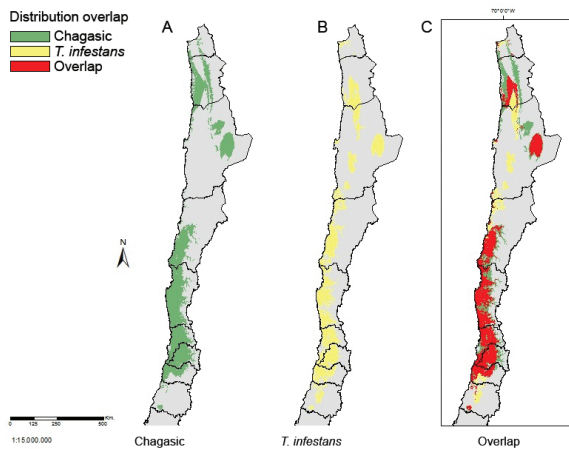 Distribution overlap
Chagasic
T. infestans
Overlap
A
B
C
70°0'0"W
N
0 125 250 500 Km.
1:15.000.000
Chagasic
T. infestans
Overlap